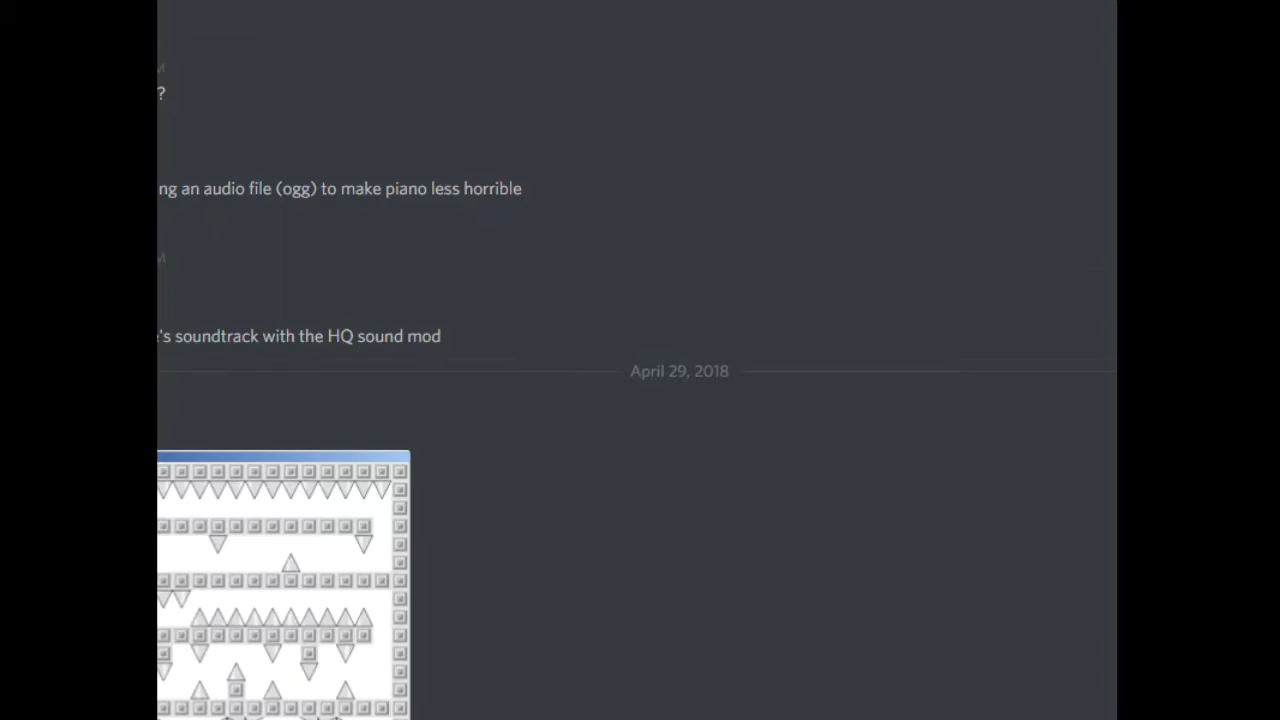 M
?
ng an audio file (ogg) to make piano less horrible
M
's soundtrack with the HQ sound mod
April 29, 2018